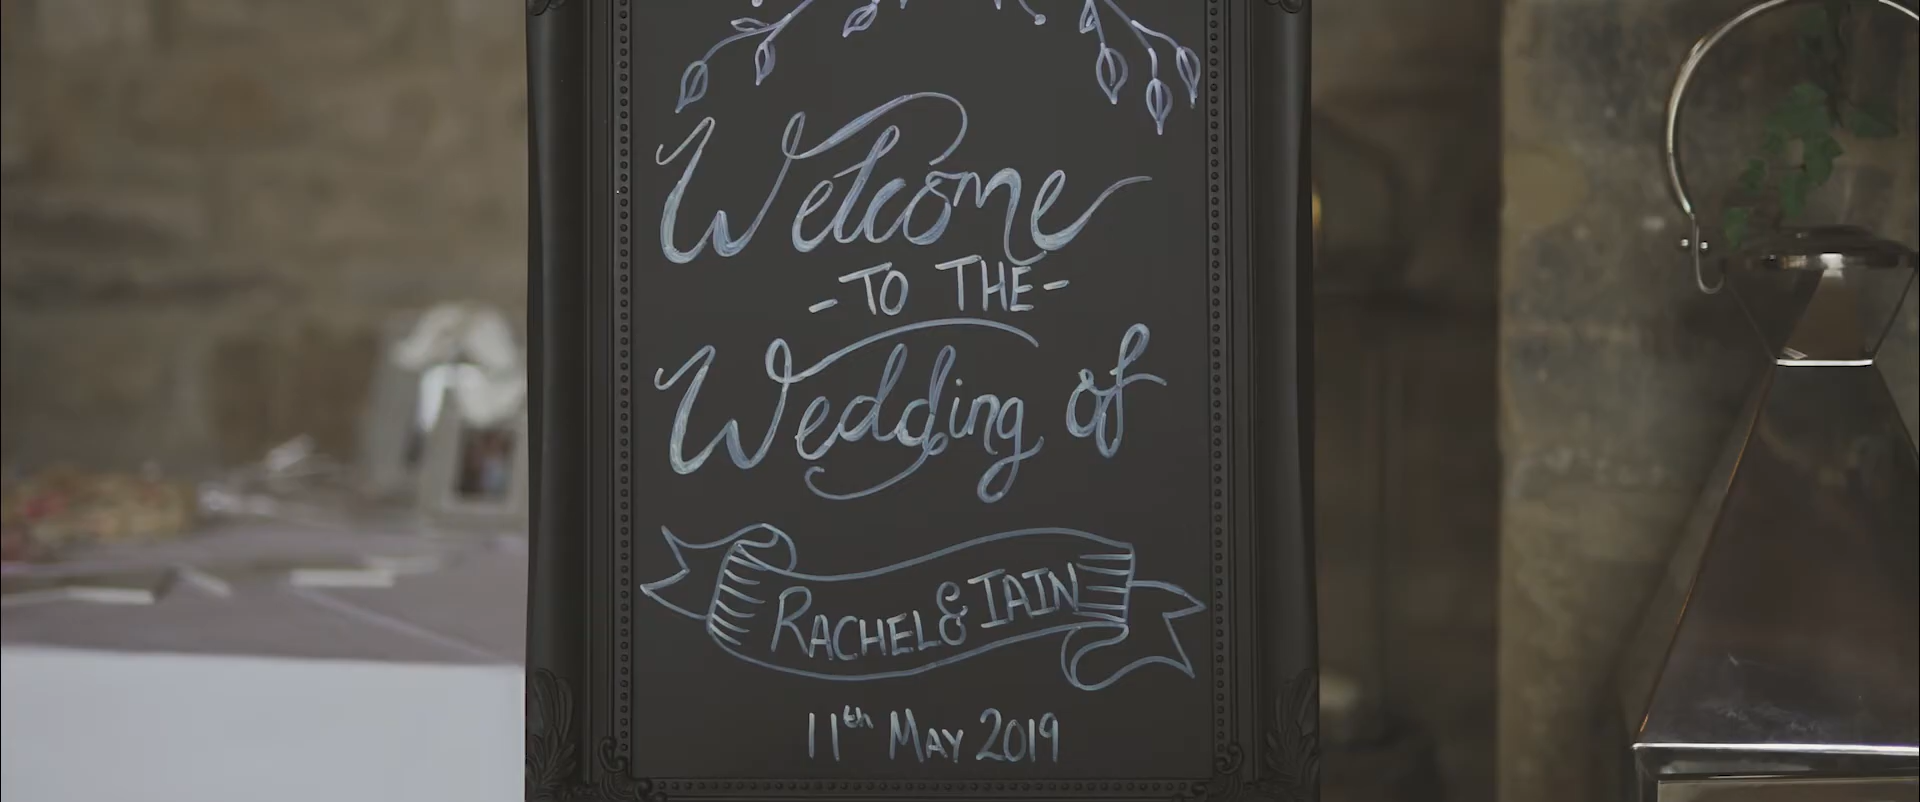 Welcome
-TO THE-
Wedding of
RACHEL & IAIN
11th MAY 2019